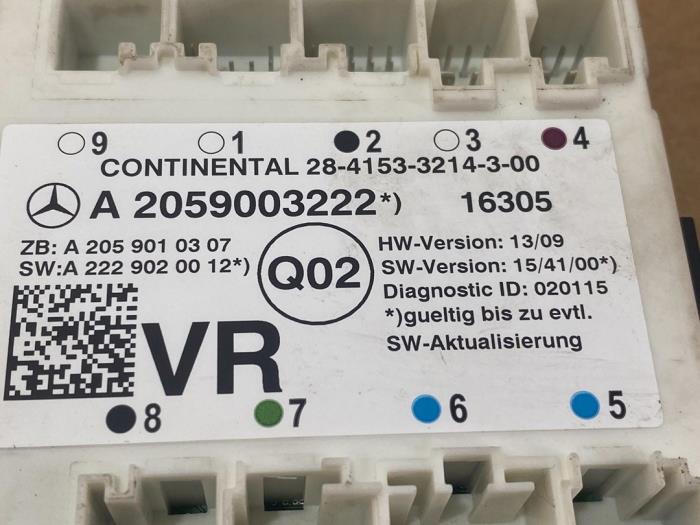 9 1 2 3 4
CONTINENTAL 28-4153-3214-3-00
A 2059003222*) 16305
ZB: A 205 901 0 3 07
SW:A 222 902 00 12*)
Q02
HW-Version: 13/09
SW-Version: 15/41/00*)
Diagnostic ID: 020115
*)gueltig bis zu evtl.
SW-Aktualisierung
VR
8 7 6 5